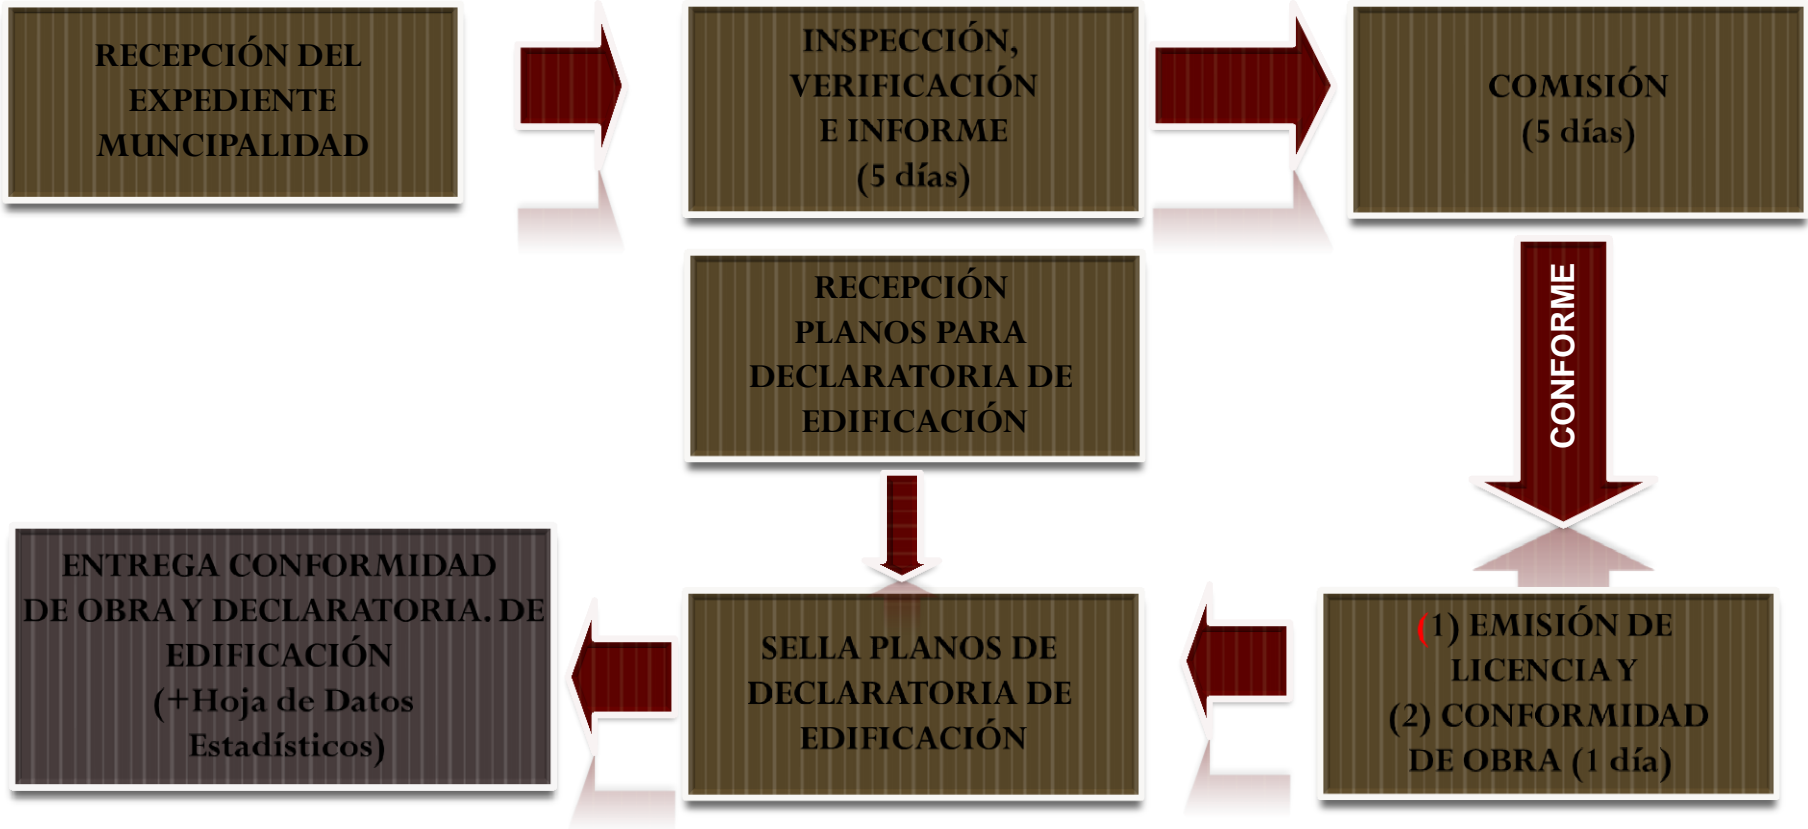 RECEPCIÓN DEL
EXPEDIENTE
MUNCIPALIDAD
INSPECCIÓN,
VERIFICACIÓN
E INFORME
(5 días)
COMISIÓN
(5 días)
CONFORME
RECEPCIÓN
PLANOS PARA
DECLARATORIA DE
EDIFICACIÓN
(1) EMISIÓN DE
LICENCIA Y
(2) CONFORMIDAD
DE OBRA (1 día)
SELLA PLANOS DE
DECLARATORIA DE
EDIFICACIÓN
ENTREGA CONFORMIDAD
DE OBRA Y DECLARATORIA. DE
EDIFICACIÓN
(+Hoja de Datos
Estadísticos)